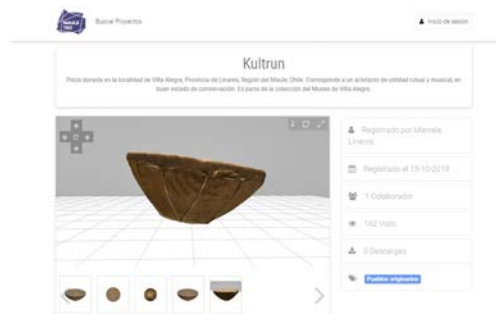 MAULE
Buscar Proyectos
Inicio de sesión
Kultrun
Pieza donada en la localidad de Villa Alegre, Provincia de Linares, Región del Maule, Chile. Corresponde a un artefacto de utilidad ritual y musical, en
buen estado de conservación. Es parte de la colección del Museo de Villa Alegre.
Registrado por Marcela
Linares
Registrado el 15-10-2019
1 Colaborador
162 Visto
0 Descargas
Pueblos originarios